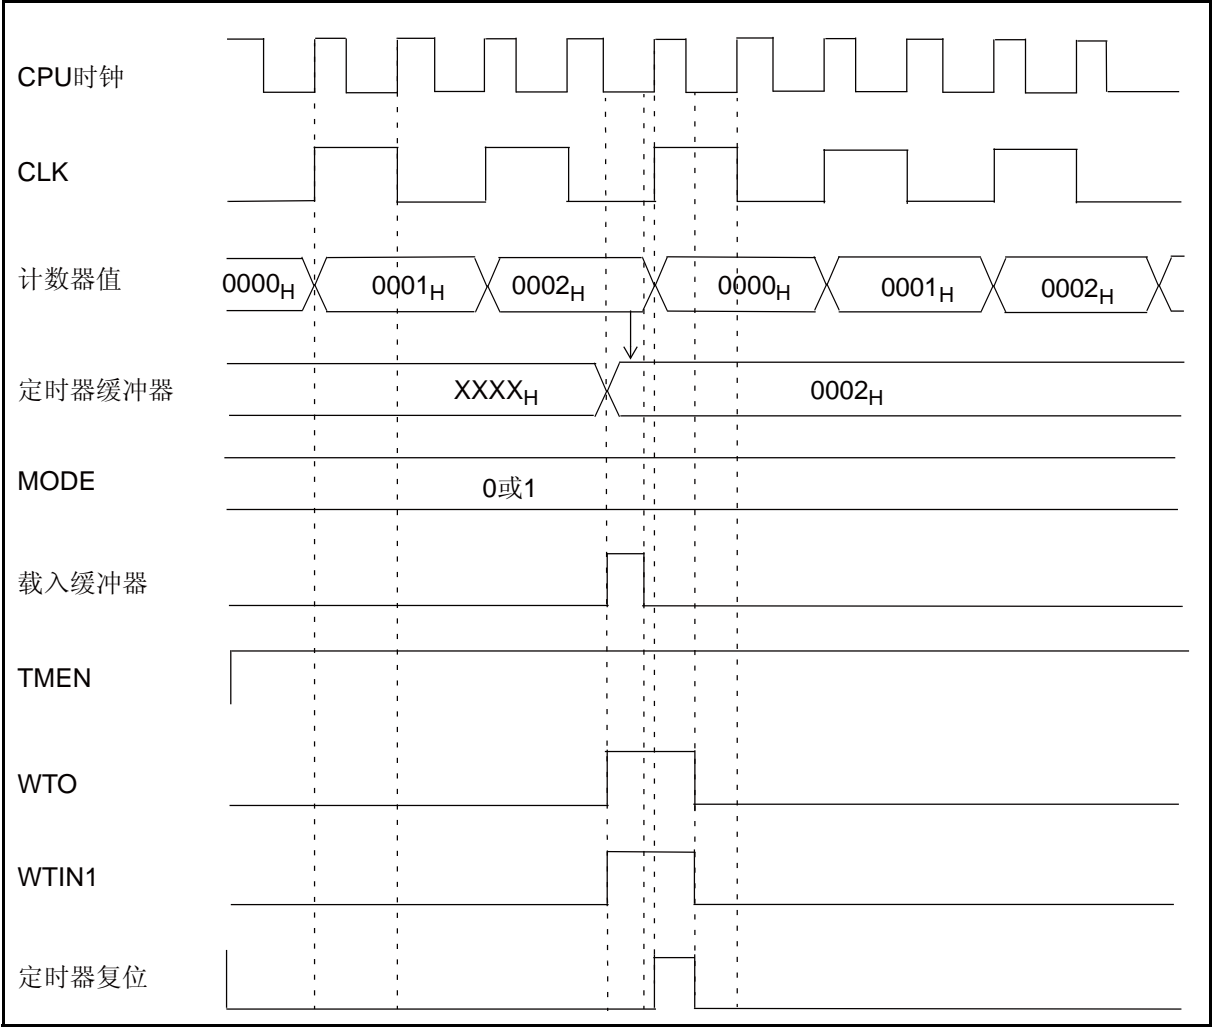 CPU时钟
CLK
计数器值 0000H 0001H 0002H 0000H 0001H 0002H
定时器缓冲器 XXXXH 0002H
MODE 0或1
载入缓冲器
TMEN
WTO
WTIN1
定时器复位